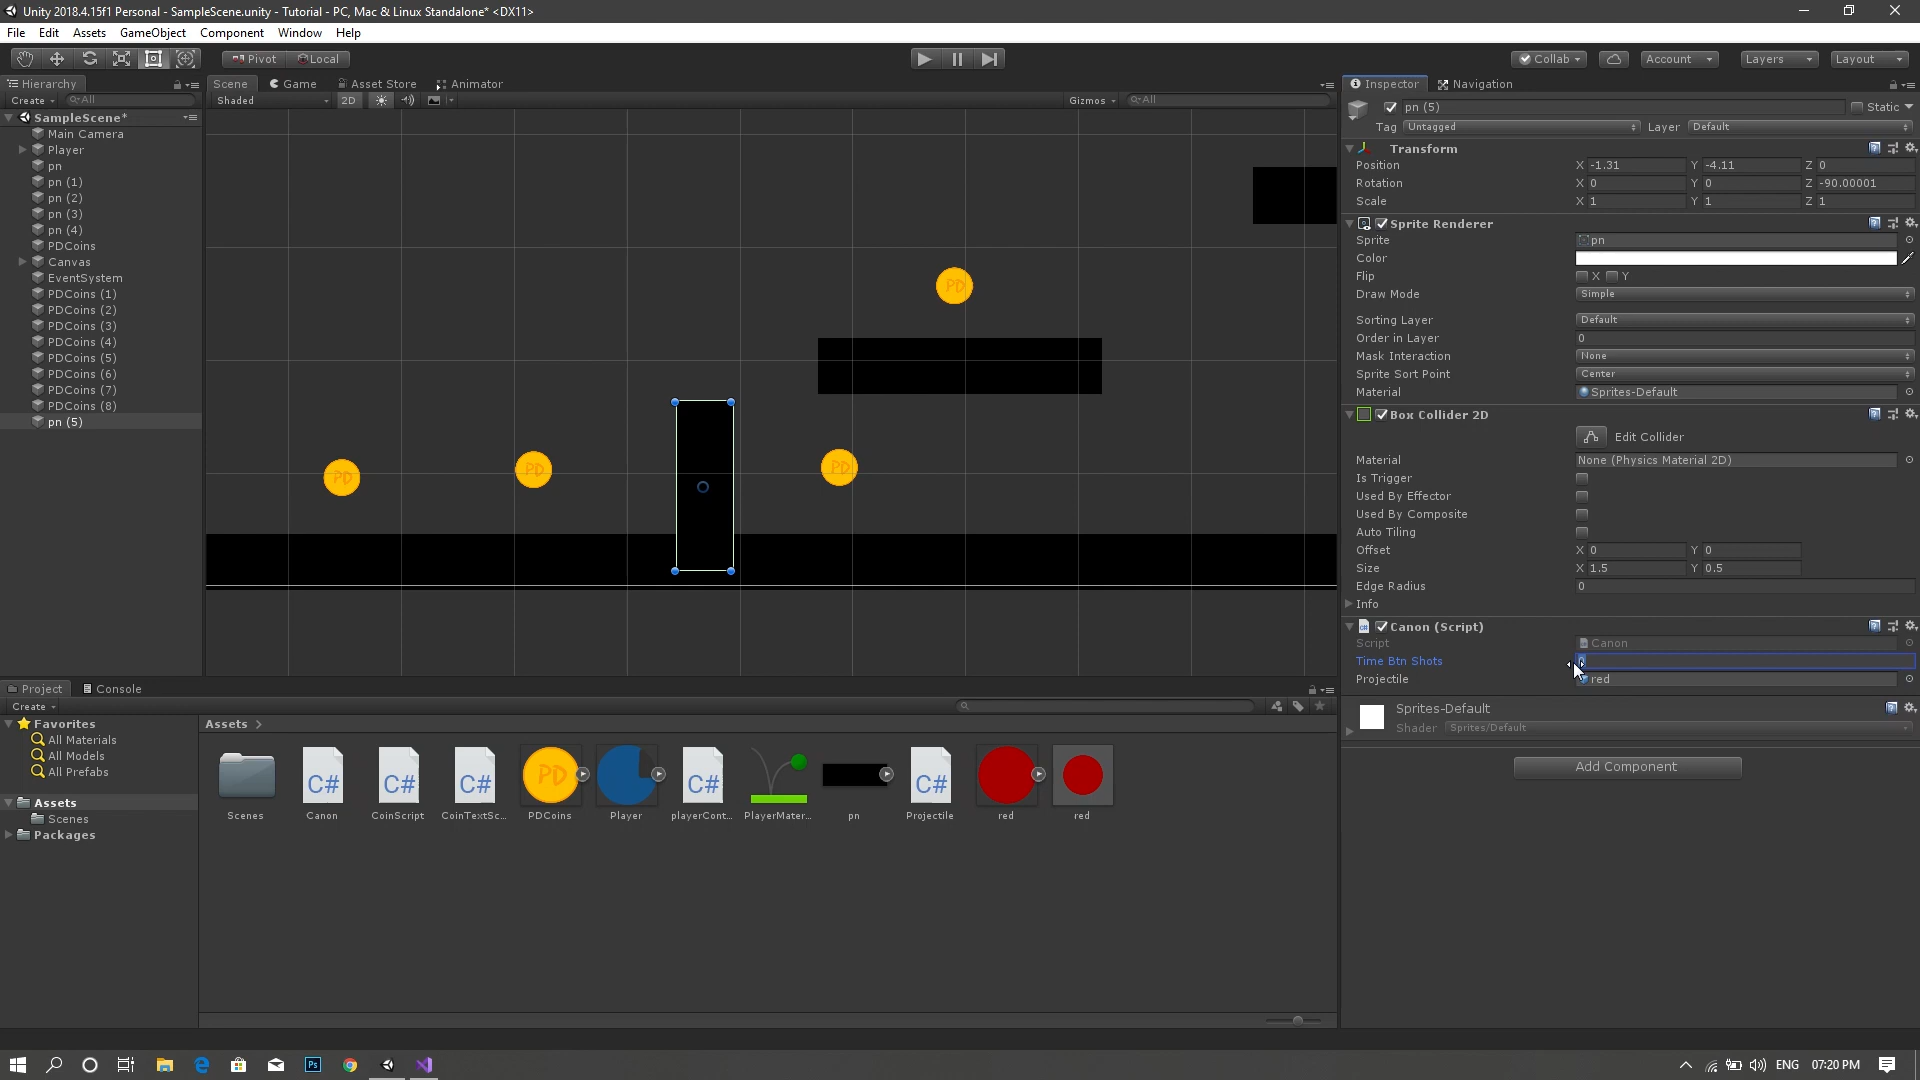 Unity 2018.4.15f1 Personal - SampleScene.unity - Tutorial - PC, Mac & Linux Standalone* <DX11>
File Edit Assets GameObject Component Window Help
Pivot Local Collab Account Layers Layout
Hierarchy
Create All
SampleScene*
Main Camera
Player
pn
pn (1)
pn (2)
pn (3)
pn (4)
PDCoins
Canvas
EventSystem
PDCoins (1)
PDCoins (2)
PDCoins (3)
PDCoins (4)
PDCoins (5)
PDCoins (6)
PDCoins (7)
PDCoins (8)
pn (5)
Scene Game Asset Store Animator
Shaded 2D Gizmos All
PD
PD
PD
PD
Inspector Navigation
pn (5) Static
Tag Untagged Layer Default
Transform
Position X -1.31 Y -4.11 Z 0
Rotation X 0 Y 0 Z -90.00001
Scale X 1 Y 1 Z 1
Sprite Renderer
Sprite pn
Color
Flip X Y
Draw Mode Simple
Sorting Layer Default
Order in Layer 0
Mask Interaction None
Sprite Sort Point Center
Material Sprites-Default
Box Collider 2D
Edit Collider
Material None (Physics Material 2D)
Is Trigger
Used By Effector
Used By Composite
Auto Tiling
Offset X 0 Y 0
Size X 1.5 Y 0.5
Edge Radius 0
Info
Canon (Script)
Script Canon
Time Btn Shots
Projectile red
Sprites-Default
Shader Sprites/Default
Add Component
Project Console
Create
Favorites
All Materials
All Models
All Prefabs
Assets
Scenes
Packages
Assets
C# C# C# PD C# C#
Scenes Canon CoinScript CoinTextSc... PDCoins Player playerCont... PlayerMater... pn Projectile red red
Ps ENG 07:20 PM